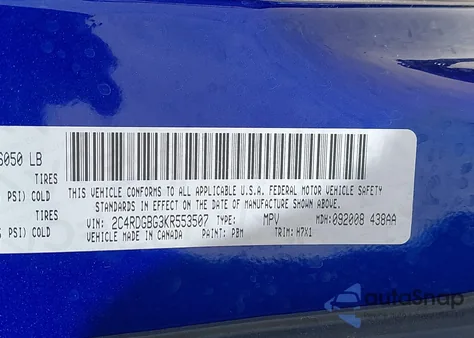 6050 LB
THIS VEHICLE CONFORMS TO ALL APPLICABLE U.S.A. FEDERAL MOTOR VEHICLE SAFETY
PSI) COLD STANDARDS IN EFFECT ON THE DATE OF MANUFACTURE SHOWN ABOVE.
VIN: 2C4RDGBG3KR553507 TYPE: MPV MDH: 092008 438AA
PSI) COLD VEHICLE MADE IN CANADA PAINT: PBM TRIM: H7X1
autoSnap